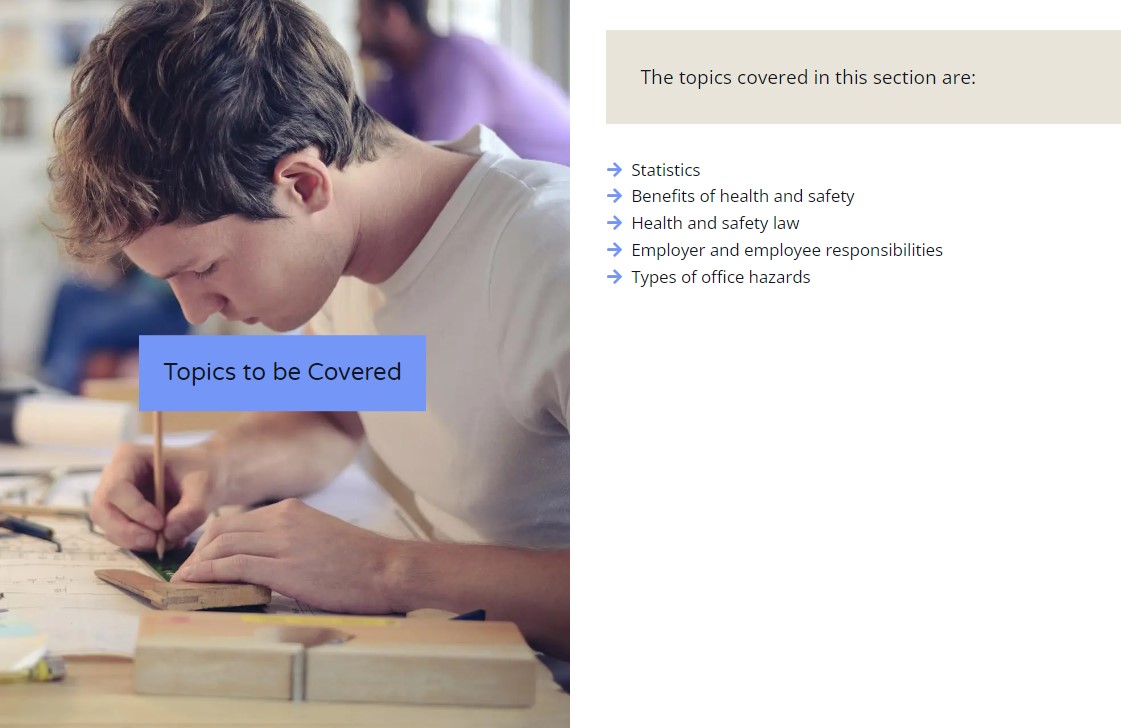 Topics to be Covered
The topics covered in this section are:
Statistics
Benefits of health and safety
Health and safety law
Employer and employee responsibilities
Types of office hazards